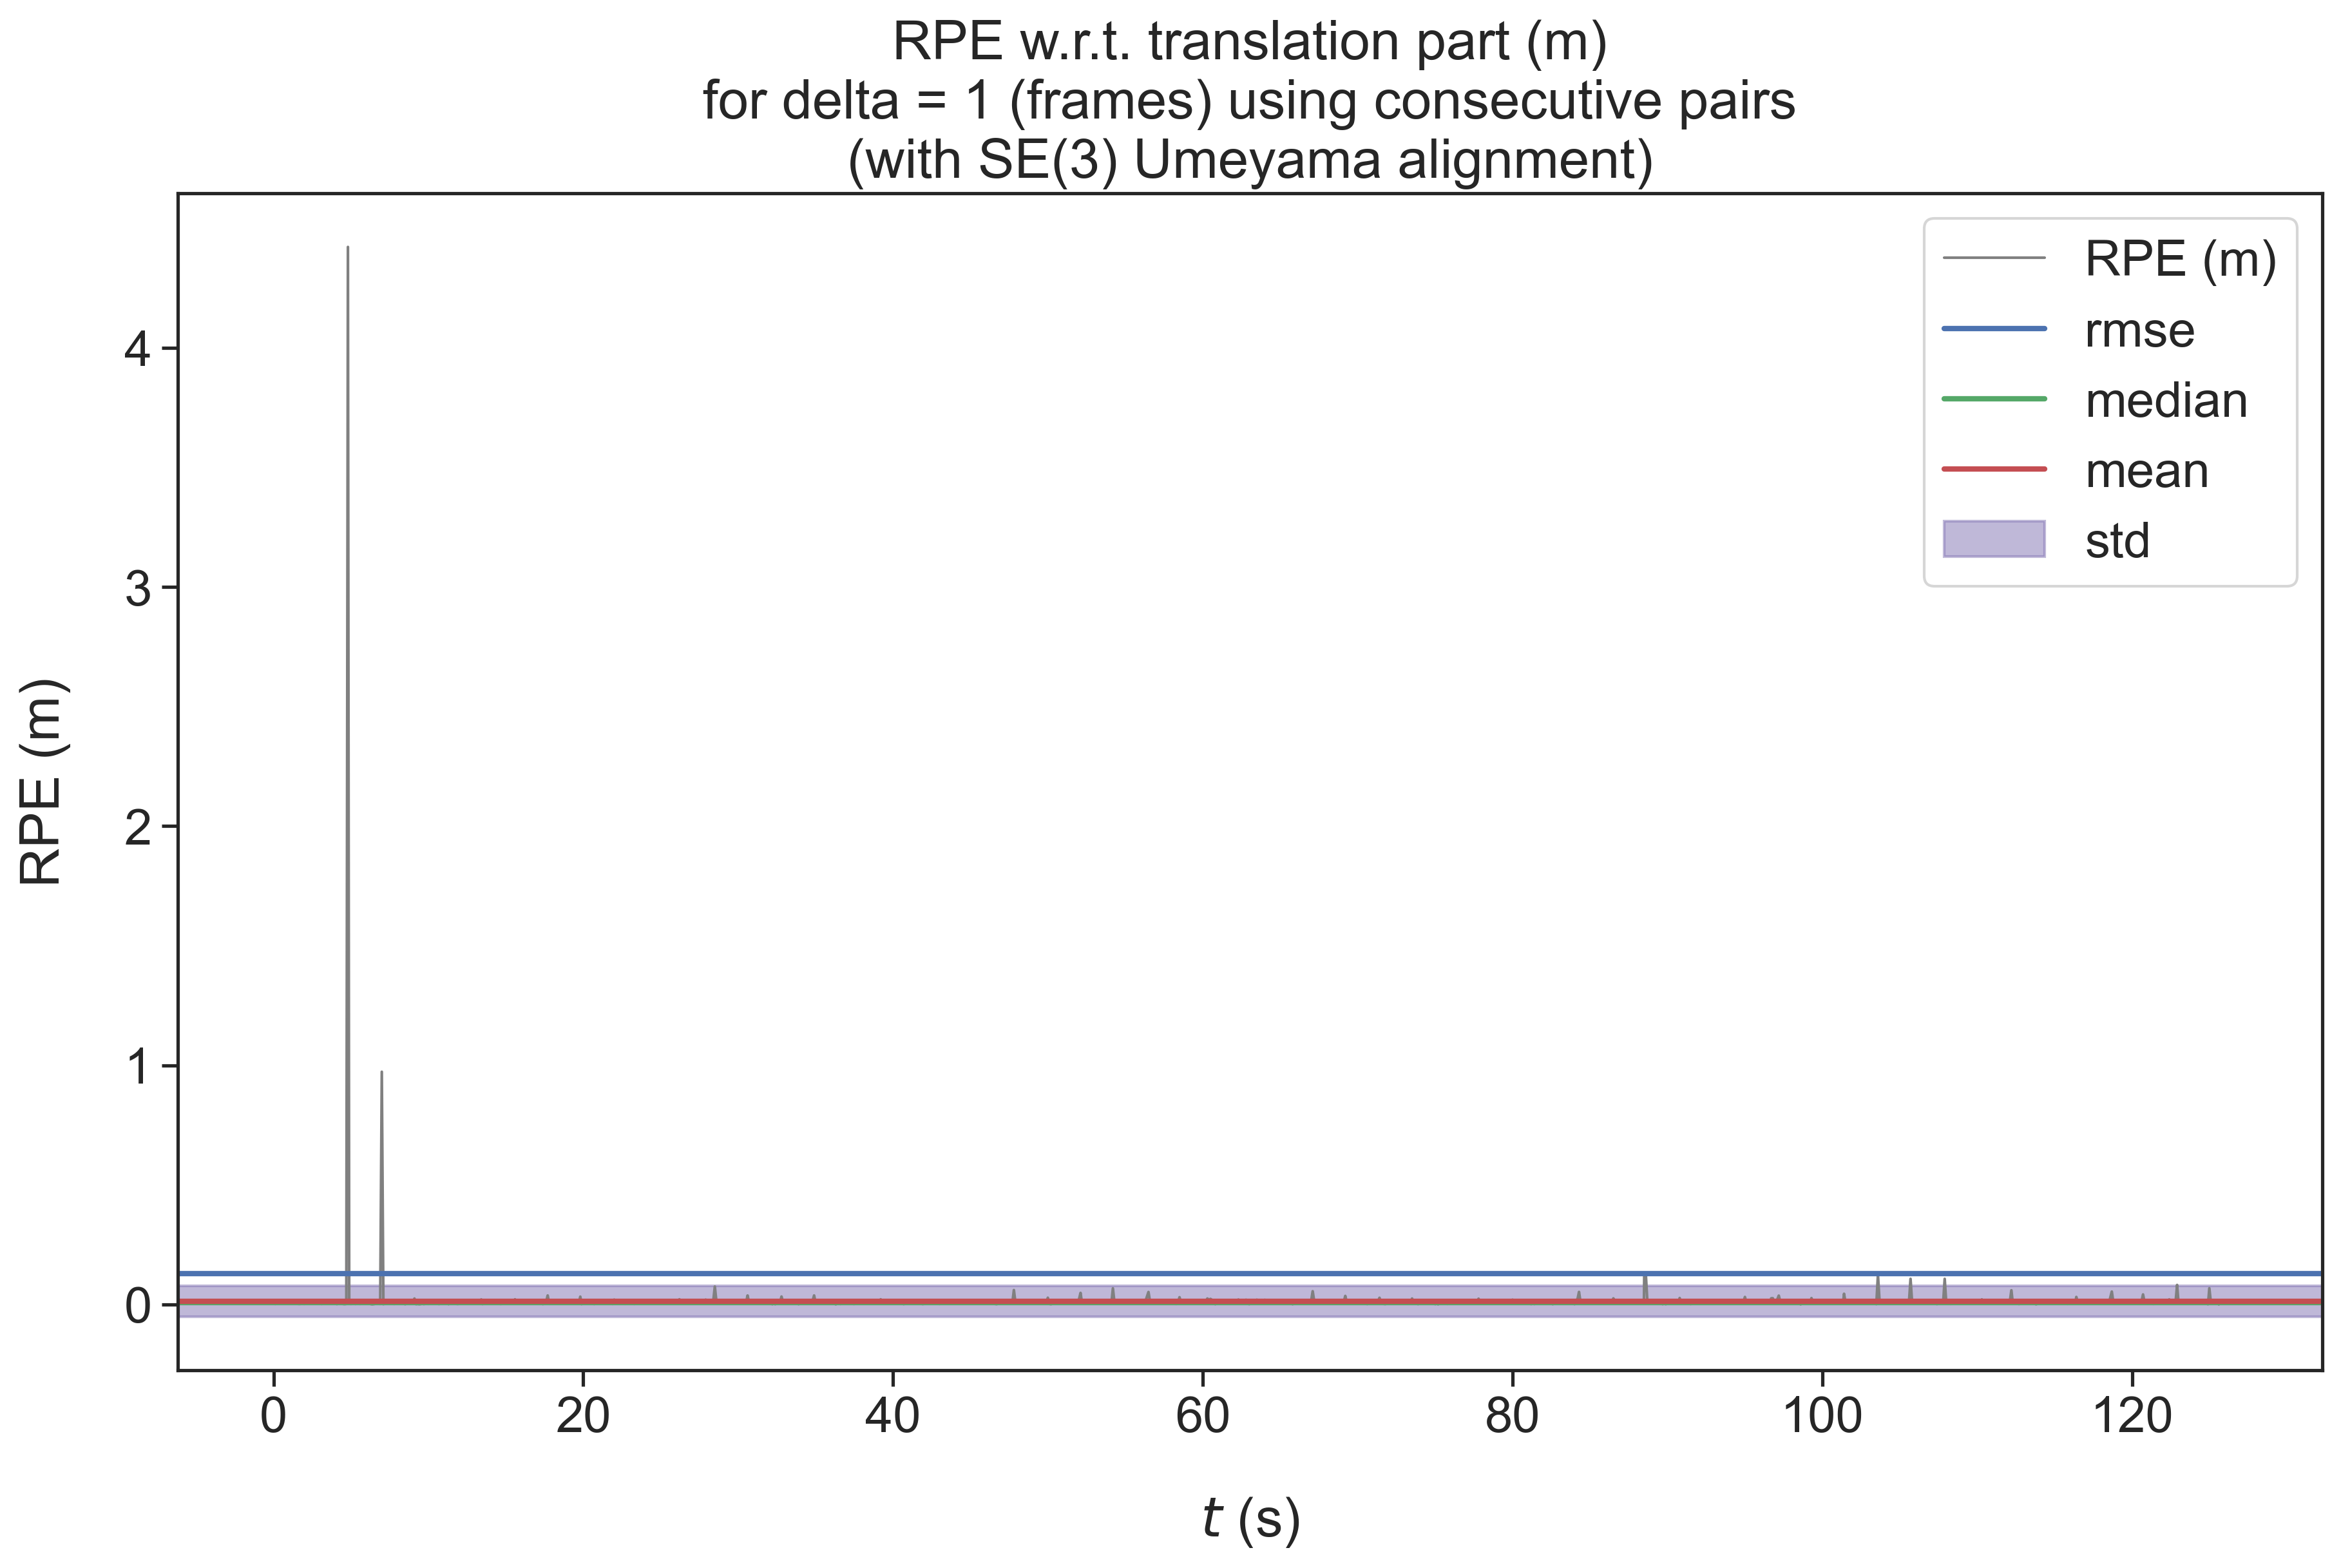 RPE w.r.t. translation part (m)
for delta = 1 (frames) using consecutive pairs
(with SE(3) Umeyama alignment)
RPE (m)
rmse
median
mean
std
4
3
2
1
0
RPE (m)
0 20 40 60 80 100 120
t (s)